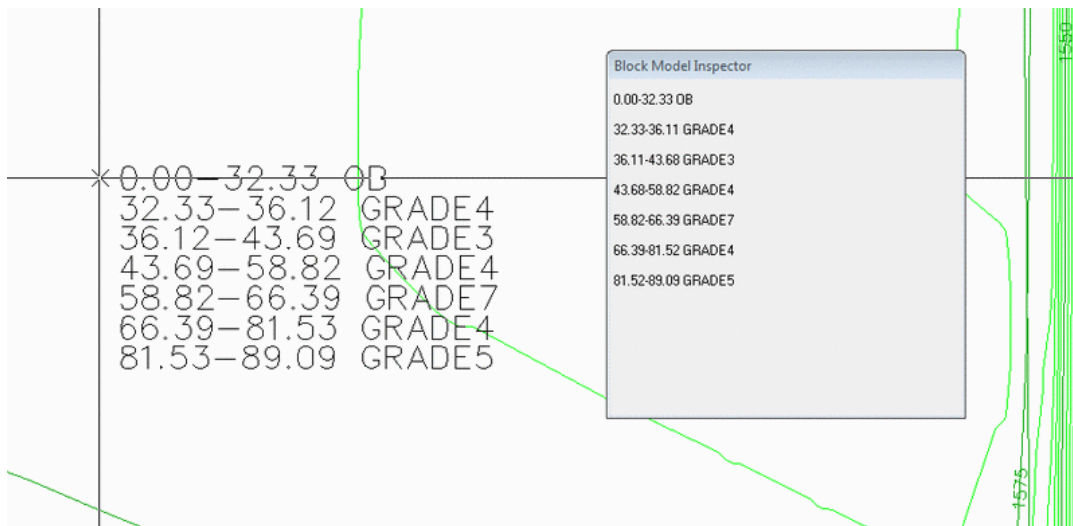 0.00-32.33 OB
32.33-36.12 GRADE4
36.12-43.69 GRADE3
43.69-58.82 GRADE4
58.82-66.39 GRADE7
66.39-81.53 GRADE4
81.53-89.09 GRADE5
Block Model Inspector
0.00-32.33 OB
32.33-36.11 GRADE4
36.11-43.68 GRADE3
43.68-58.82 GRADE4
58.82-66.39 GRADE7
66.39-81.52 GRADE4
81.52-89.09 GRADE5
1550
1575